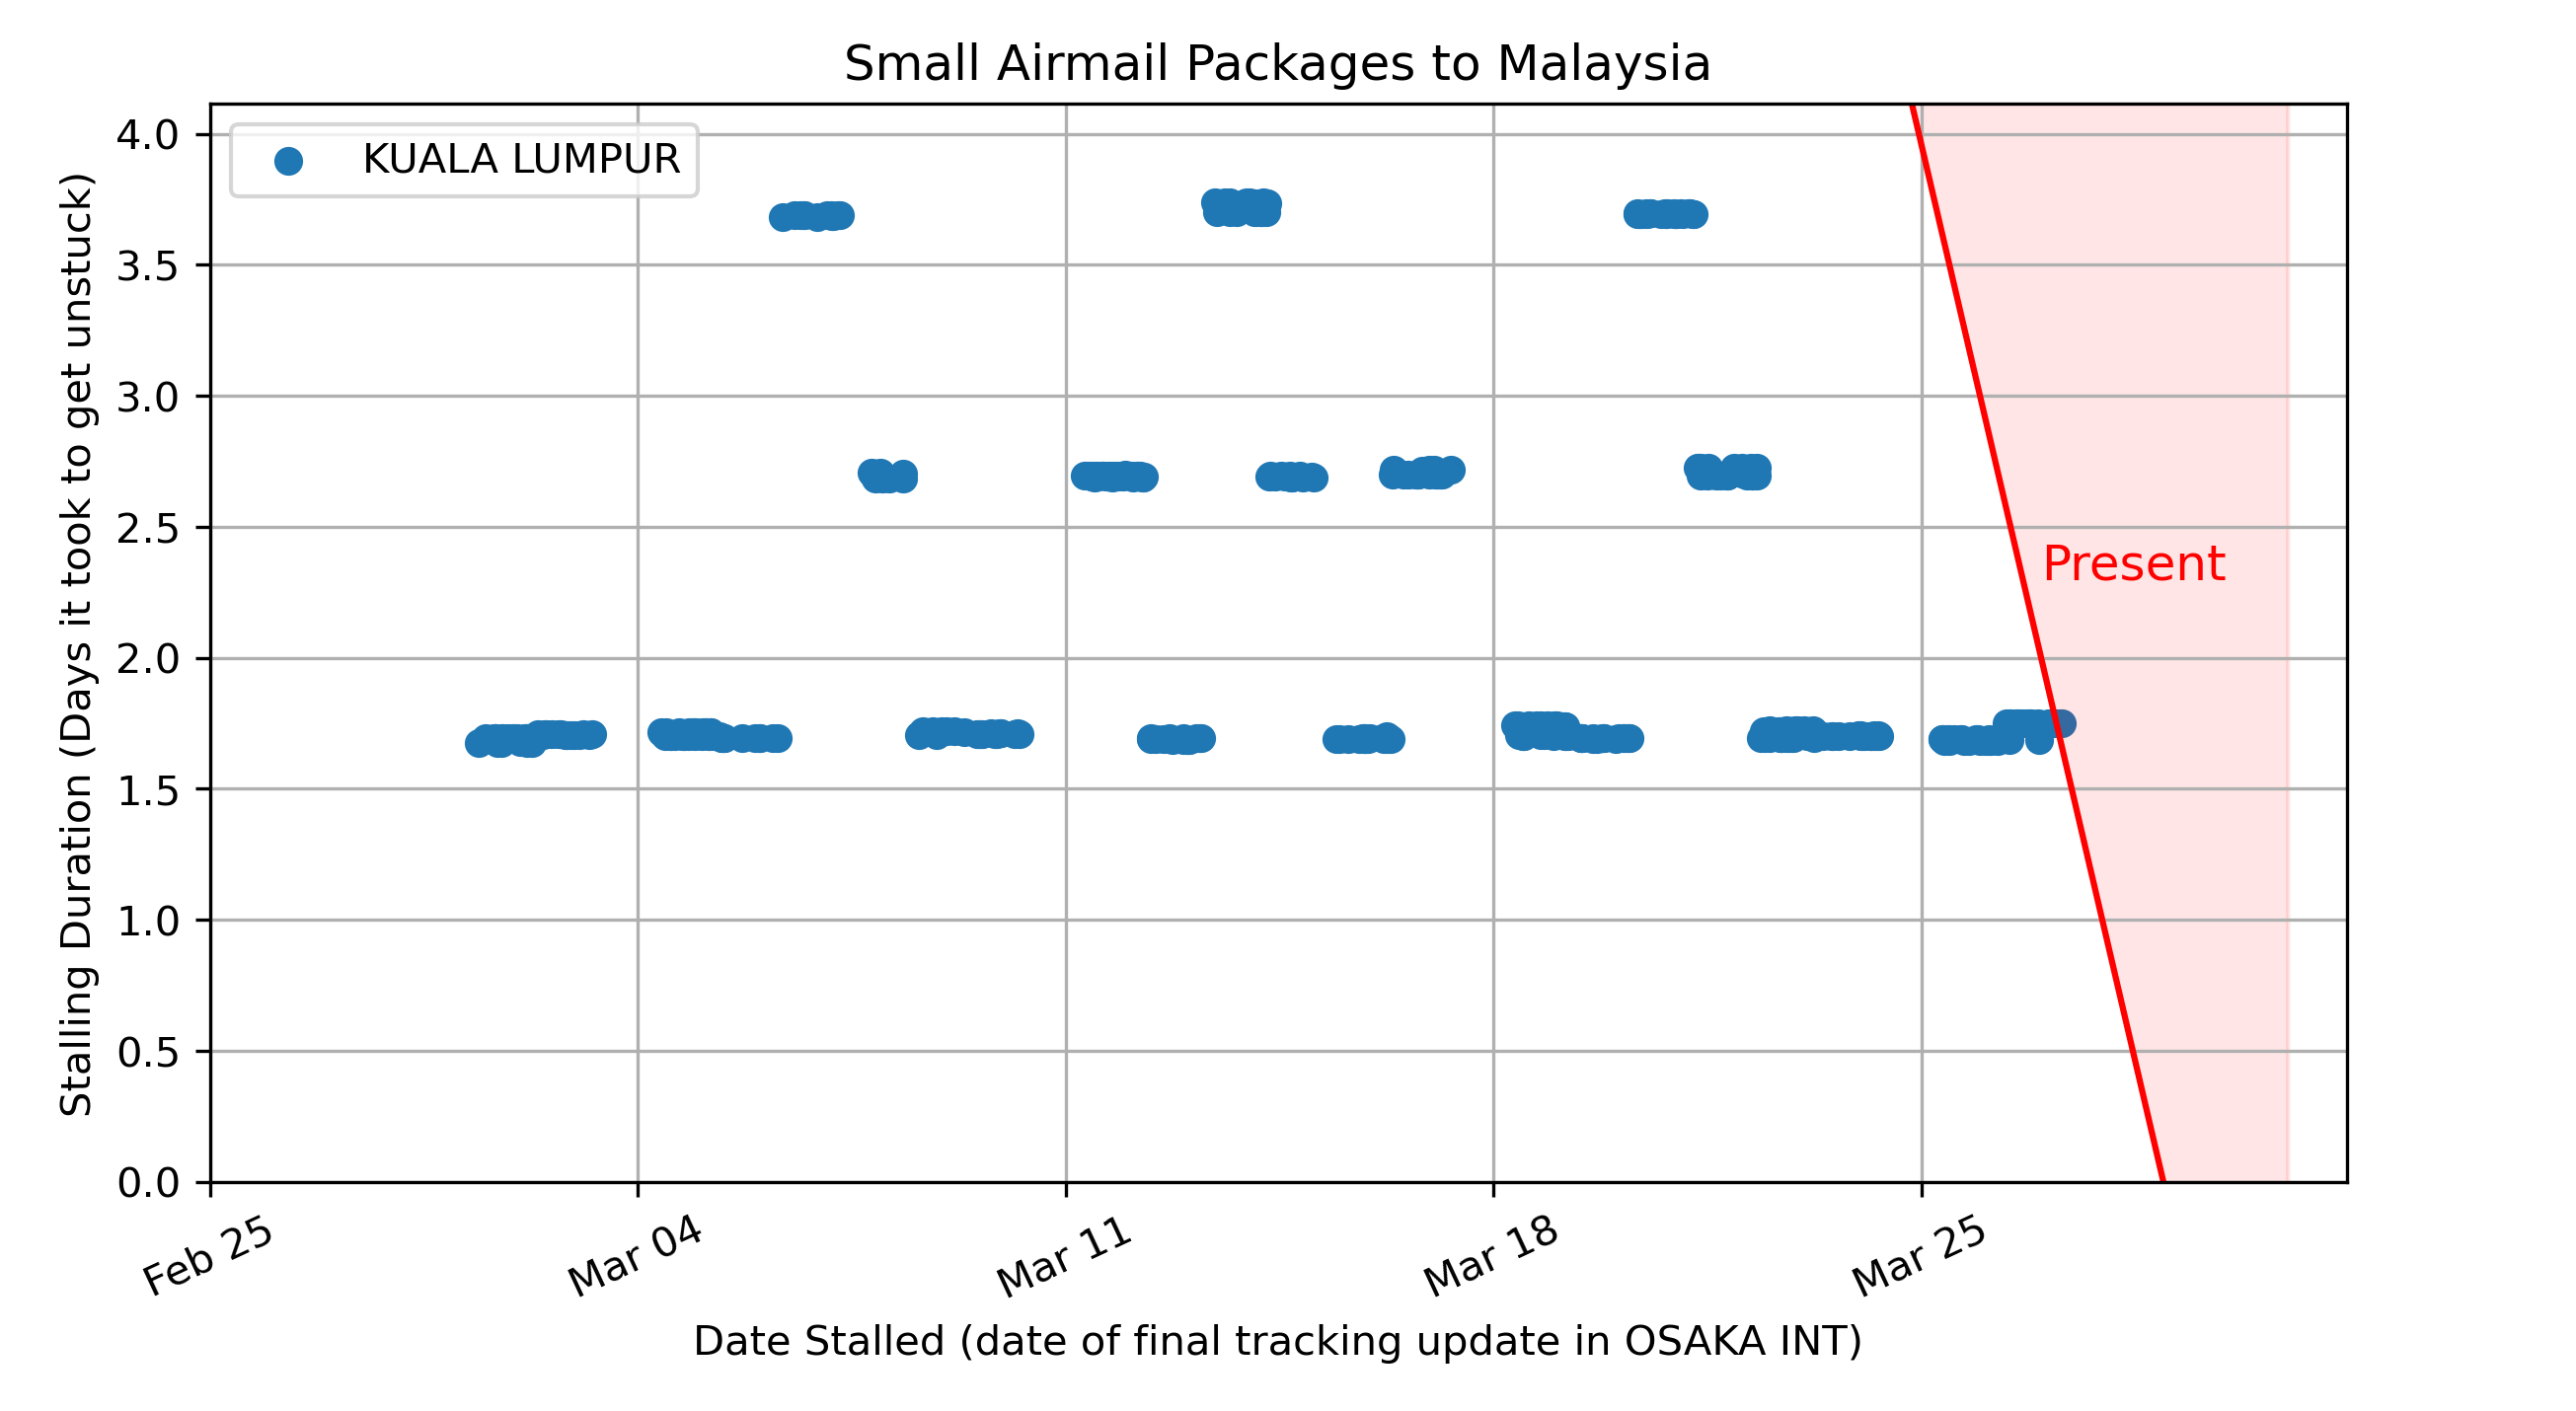 Small Airmail Packages to Malaysia
KUALA LUMPUR
Stalling Duration (Days it took to get unstuck)
4.0
3.5
3.0
2.5
2.0
1.5
1.0
0.5
0.0
Present
Feb 25
Mar 04
Mar 11
Mar 18
Mar 25
Date Stalled (date of final tracking update in OSAKA INT)